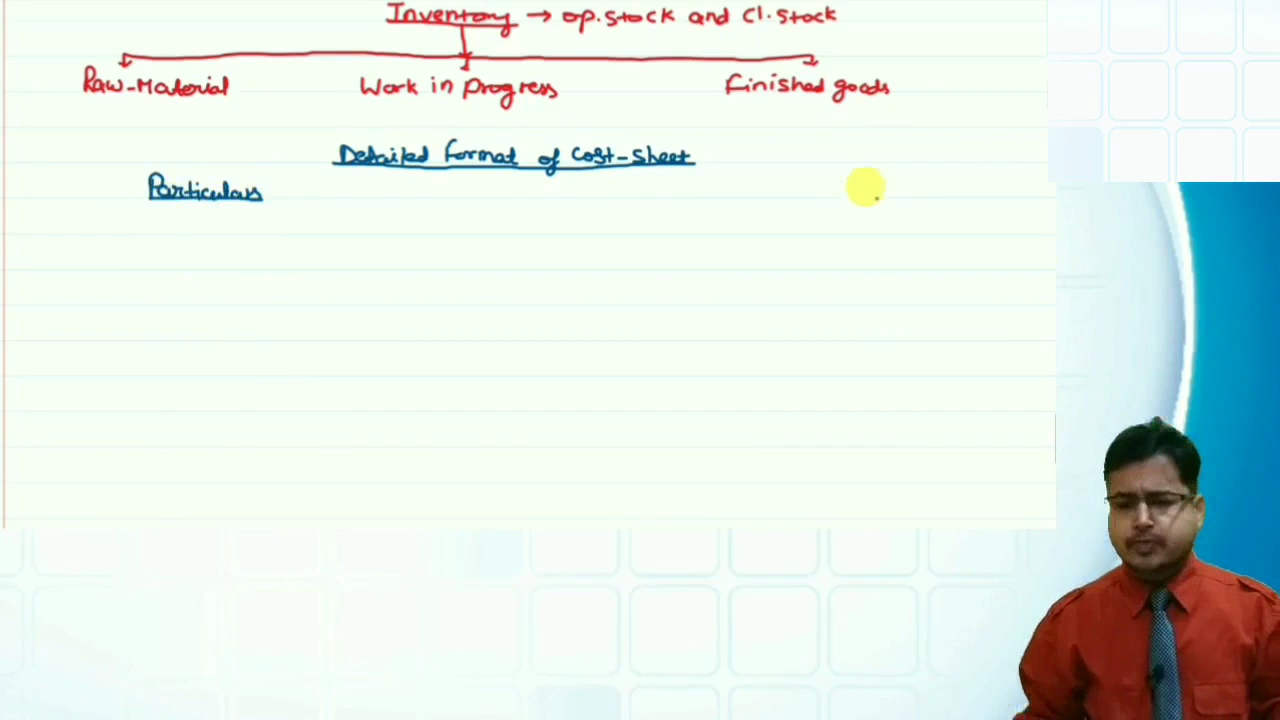 Inventory → op.stock and cl.stock
Raw-Material Work in progress Finished goods
Detailed format of cost-sheet
Particulars